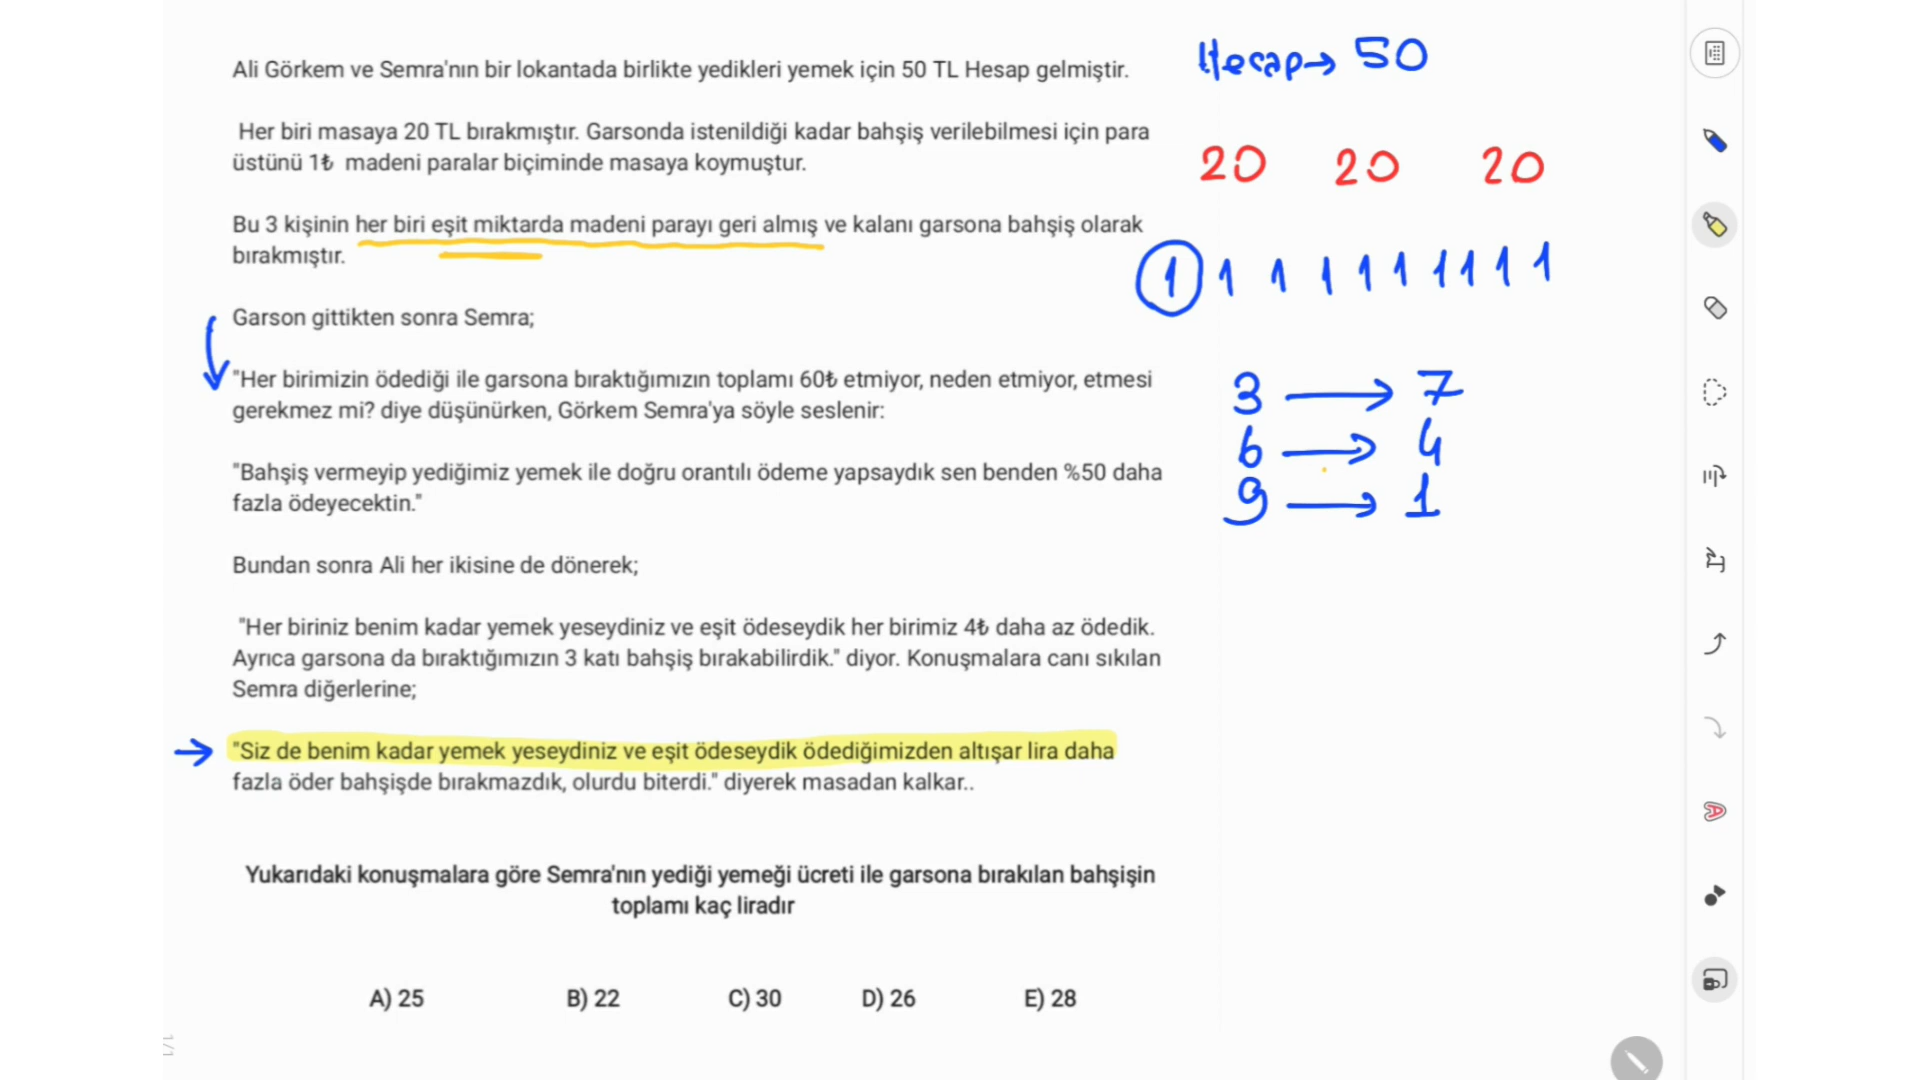 Ali Görkem ve Semra'nın bir lokantada birlikte yedikleri yemek için 50 TL Hesap gelmiştir.
Her biri masaya 20 TL bırakmıştır. Garsonda istenildiği kadar bahşiş verilebilmesi için para
üstünü 1₺ madeni paralar biçiminde masaya koymuştur.
Bu 3 kişinin her biri eşit miktarda madeni parayı geri almış ve kalanı garsona bahşiş olarak
bırakmıştır.
Garson gittikten sonra Semra;
"Her birimizin ödediği ile garsona bıraktığımızın toplamı 60₺ etmiyor, neden etmiyor, etmesi
gerekmez mi? diye düşünürken, Görkem Semra'ya söyle seslenir:
"Bahşiş vermeyip yediğimiz yemek ile doğru orantılı ödeme yapsaydık sen benden %50 daha
fazla ödeyecektin."
Bundan sonra Ali her ikisine de dönerek;
"Her biriniz benim kadar yemek yeseydiniz ve eşit ödeseydik her birimiz 4₺ daha az ödedik.
Ayrıca garsona da bıraktığımızın 3 katı bahşiş bırakabilirdik." diyor. Konuşmalara canı sıkılan
Semra diğerlerine;
"Siz de benim kadar yemek yeseydiniz ve eşit ödeseydik ödediğimizden altışar lira daha
fazla öder bahşişde bırakmazdık, olurdu biterdi." diyerek masadan kalkar..
Yukarıdaki konuşmalara göre Semra'nın yediği yemeği ücreti ile garsona bırakılan bahşişin
toplamı kaç liradır
A) 25 B) 22 C) 30 D) 26 E) 28
Hesap → 50
20 20 20
1 1 1 1 1 1 1 1 1 1
3 → 7
6 → 4
9 → 1
1/1